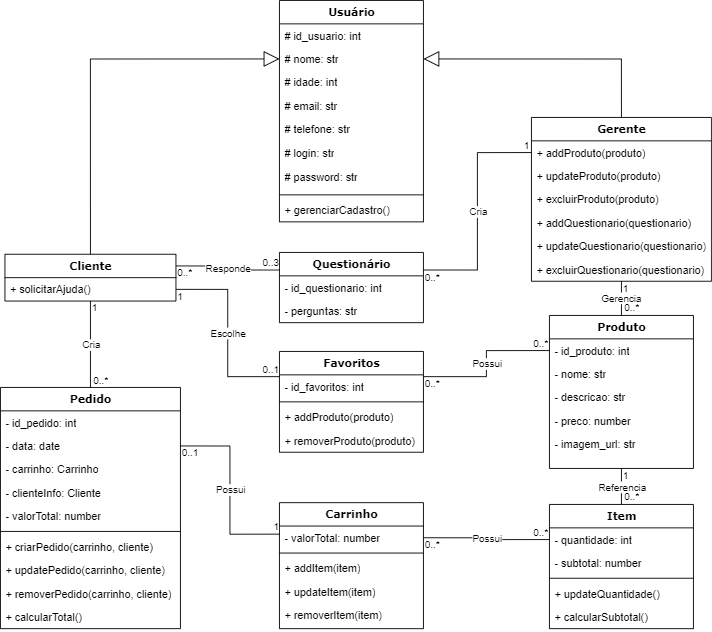 Usuário
# id_usuario: int
# nome: str
# idade: int
# email: str
# telefone: str
# login: str
# password: str
+ gerenciarCadastro()
Gerente
+ addProduto(produto)
+ updateProduto(produto)
+ excluirProduto(produto)
+ addQuestionario(questionario)
+ updateQuestionario(questionario)
+ excluirQuestionario(questionario)
1
Cria
0..*
Cliente
+ solicitarAjuda()
0..*
Responde
0..3
Questionário
- id_questionario: int
- perguntas: str
1
Escolhe
0..1
1
Gerencia
0..*
Produto
- id_produto: int
- nome: str
- descricao: str
- preco: number
- imagem_url: str
Favoritos
- id_favoritos: int
+ addProduto(produto)
+ removerProduto(produto)
0..*
Possui
0..*
1
Cria
0..*
Pedido
- id_pedido: int
- data: date
- carrinho: Carrinho
- clienteInfo: Cliente
- valorTotal: number
+ criarPedido(carrinho, cliente)
+ updatePedido(carrinho, cliente)
+ removerPedido(carrinho, cliente)
+ calcularTotal()
0..1
Possui
1
Carrinho
- valorTotal: number
+ addItem(item)
+ updateItem(item)
+ removerItem(item)
0..*
Possui
0..*
1
Referencia
0..*
Item
- quantidade: int
- subtotal: number
+ updateQuantidade()
+ calcularSubtotal()